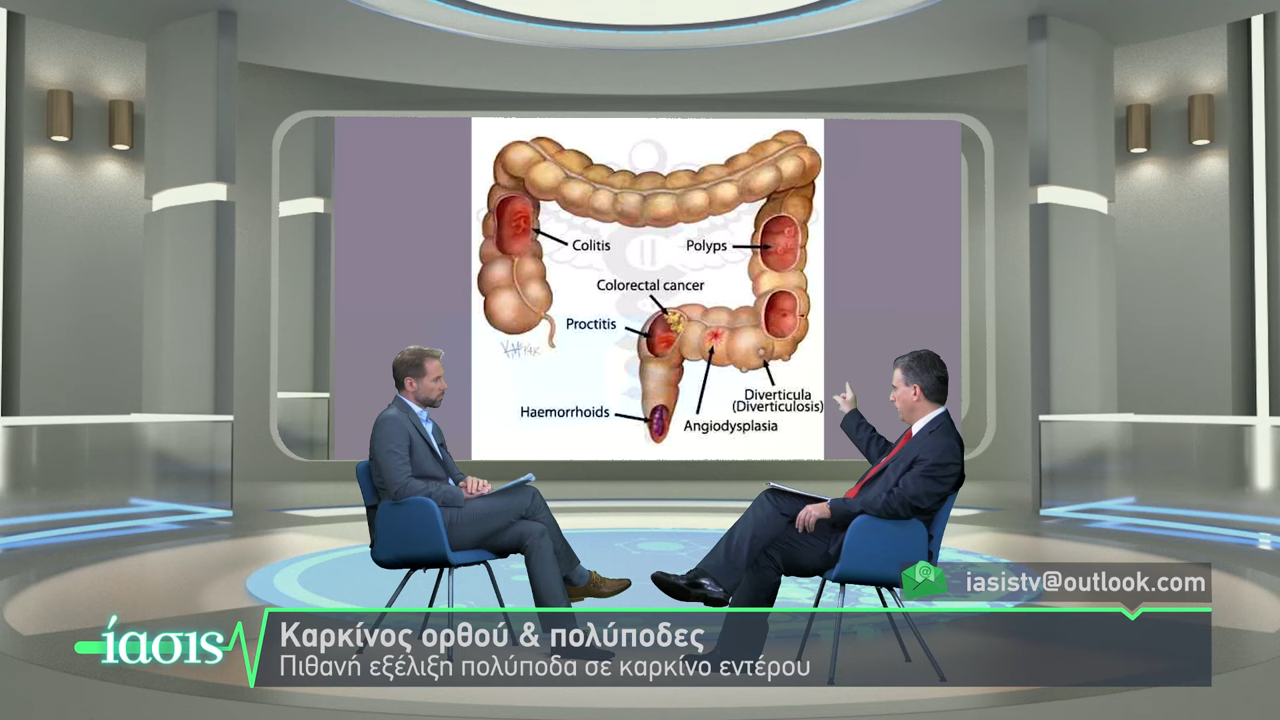 Colitis
Polyps
Colorectal cancer
Proctitis
Diverticula
(Diverticulosis)
Haemorrhoids
Angiodysplasia
@
iasistv@outlook.com
ίασις
Καρκίνος ορθού & πολύποδες
Πιθανή εξέλιξη πολύποδα σε καρκίνο εντέρου